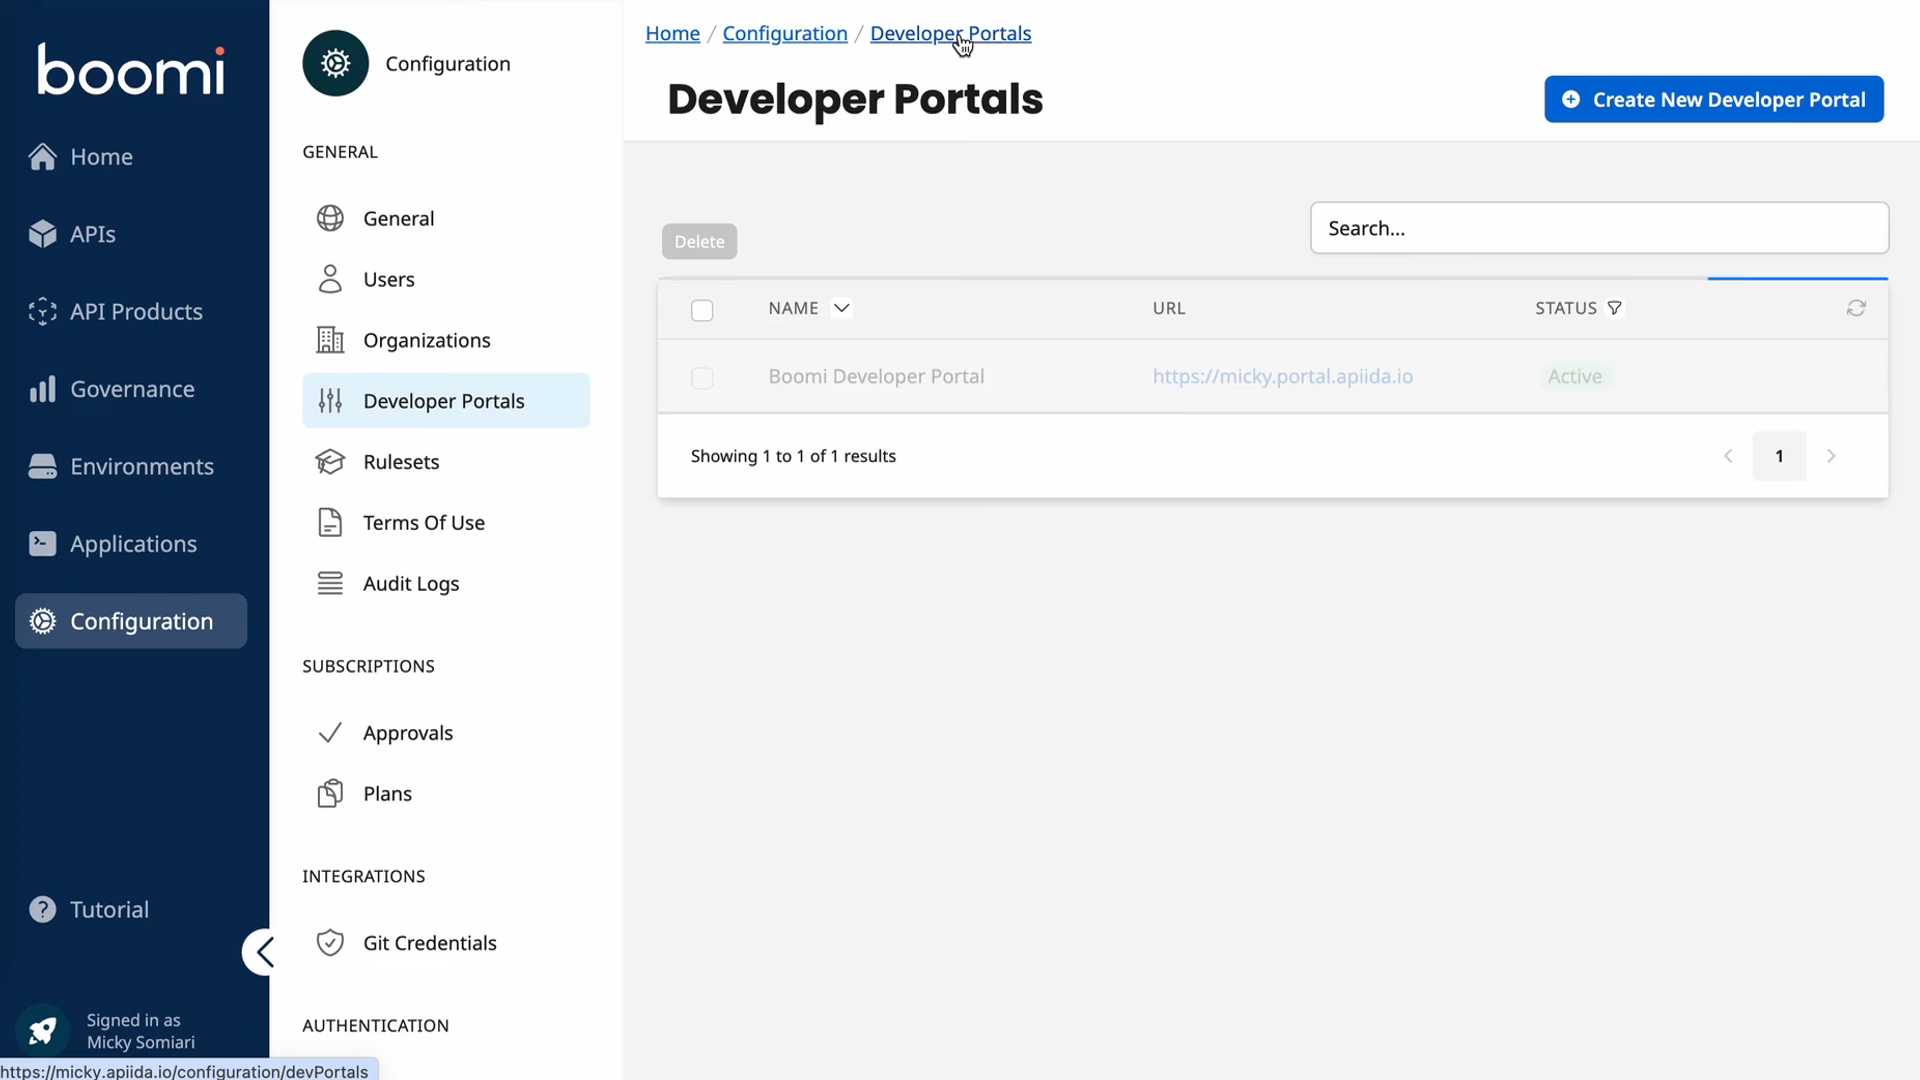 boomi
Home
APIs
API Products
Governance
Environments
Applications
Configuration
Tutorial
Signed in as
Micky Somiari
https://micky.apiida.io/configuration/devPortals
Configuration
GENERAL
General
Users
Organizations
Developer Portals
Rulesets
Terms Of Use
Audit Logs
SUBSCRIPTIONS
Approvals
Plans
INTEGRATIONS
Git Credentials
AUTHENTICATION
Home / Configuration / Developer Portals
Developer Portals
Create New Developer Portal
Delete
Search...
NAME URL STATUS
Boomi Developer Portal https://micky.portal.apiida.io Active
Showing 1 to 1 of 1 results
1